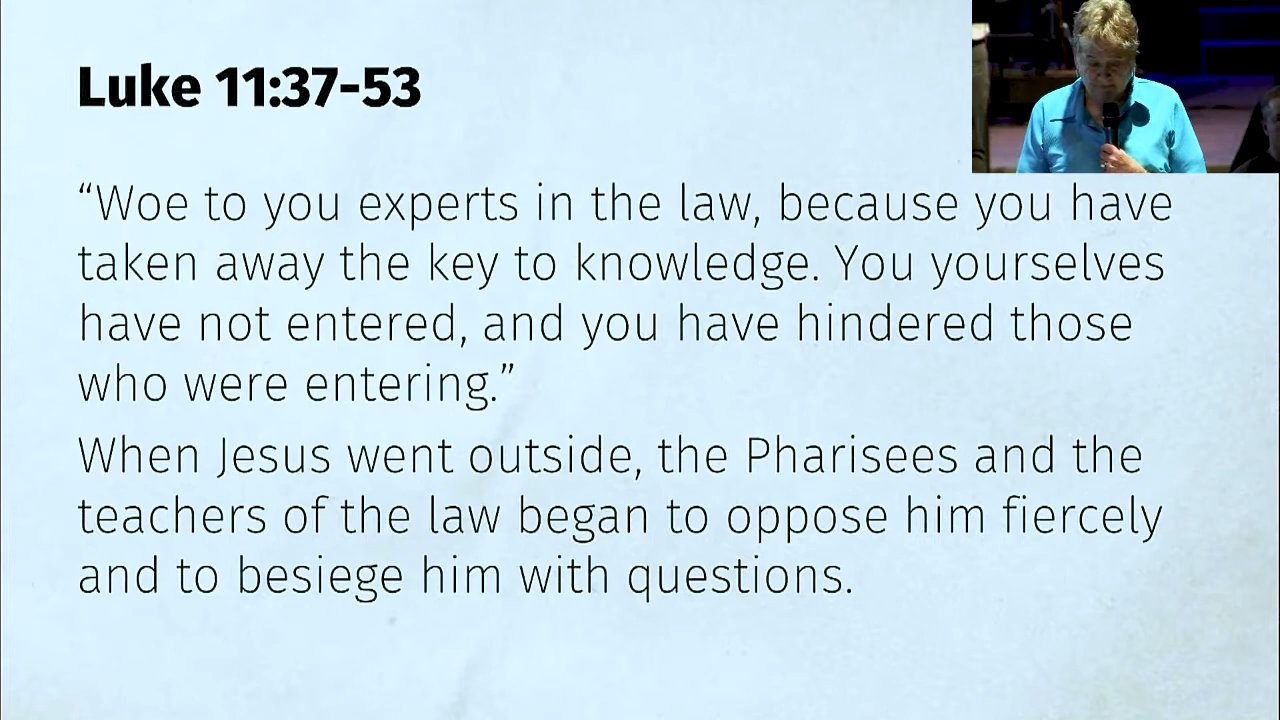 Luke 11:37-53
“Woe to you experts in the law, because you have
taken away the key to knowledge. You yourselves
have not entered, and you have hindered those
who were entering.”
When Jesus went outside, the Pharisees and the
teachers of the law began to oppose him fiercely
and to besiege him with questions.